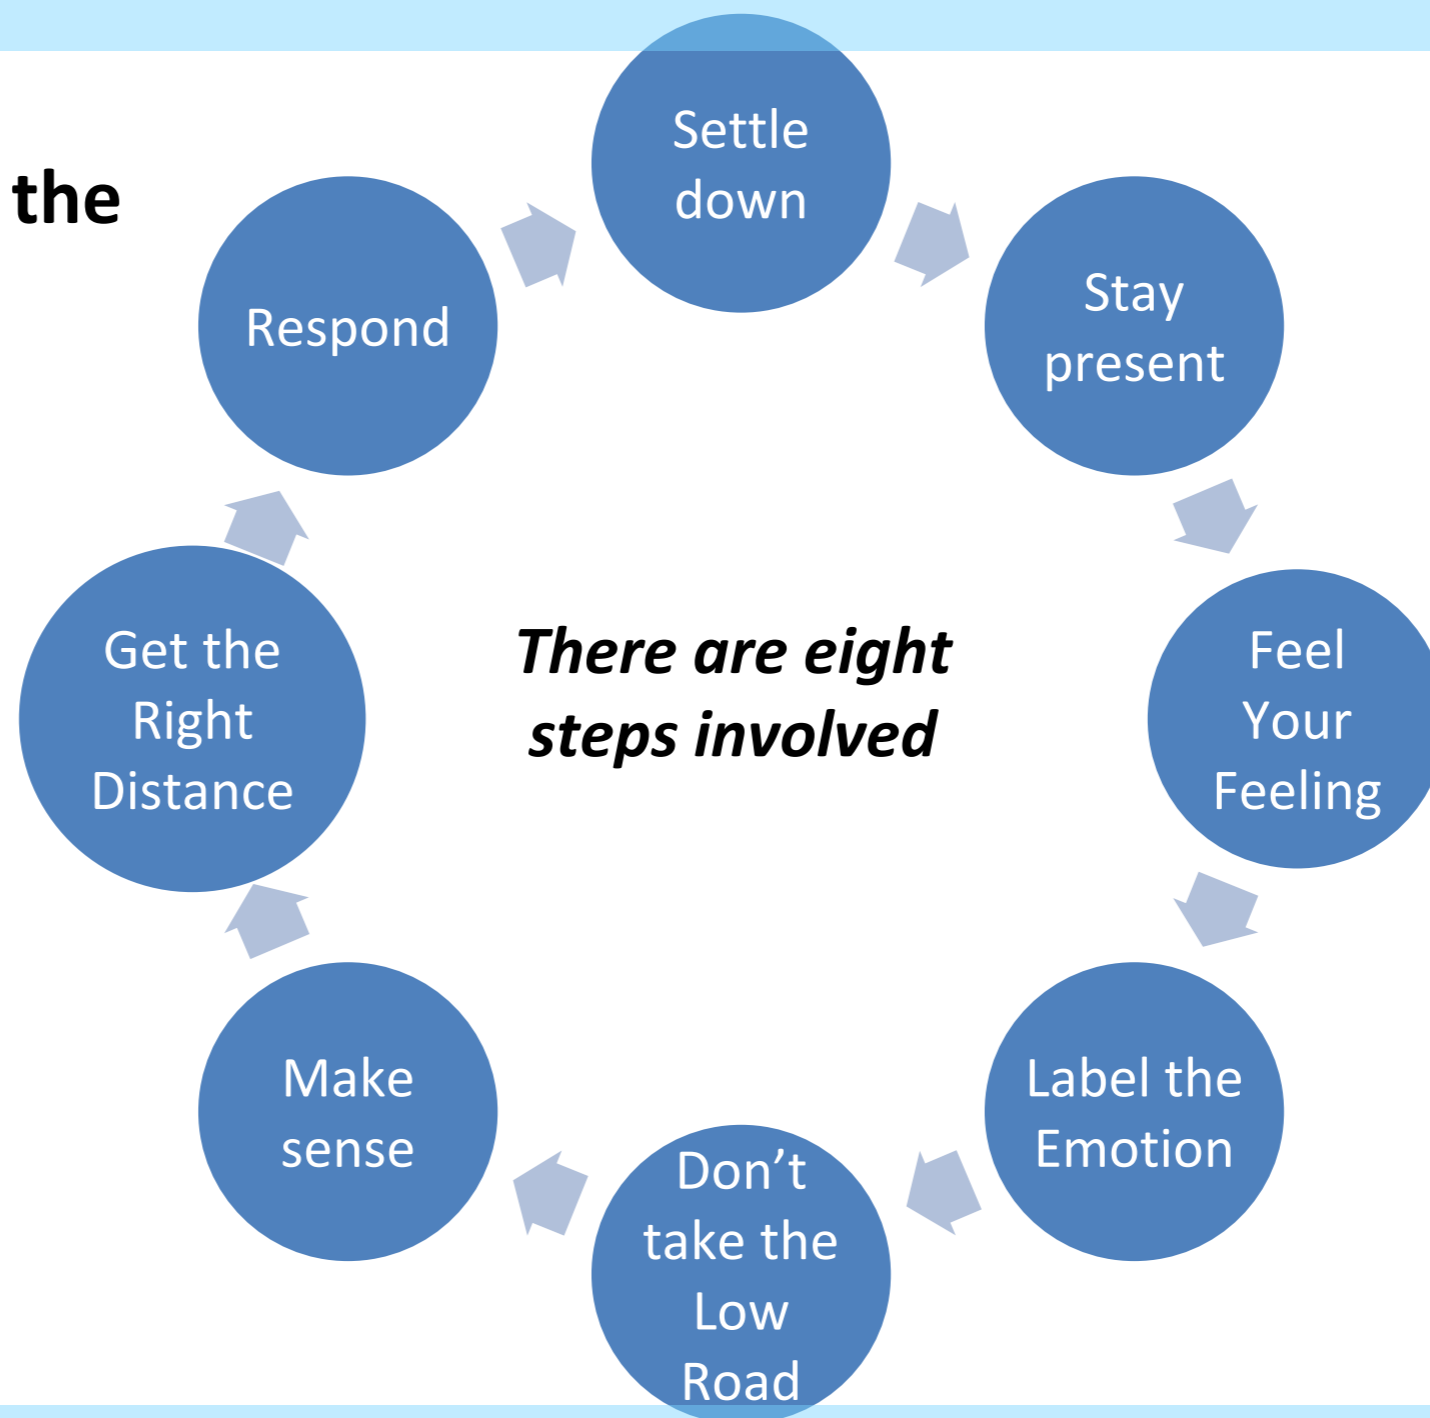 the
Settle
down
Stay
present
Feel
Your
Feeling
Label the
Emotion
Don’t
take the
Low
Road
Make
sense
Get the
Right
Distance
Respond
There are eight
steps involved